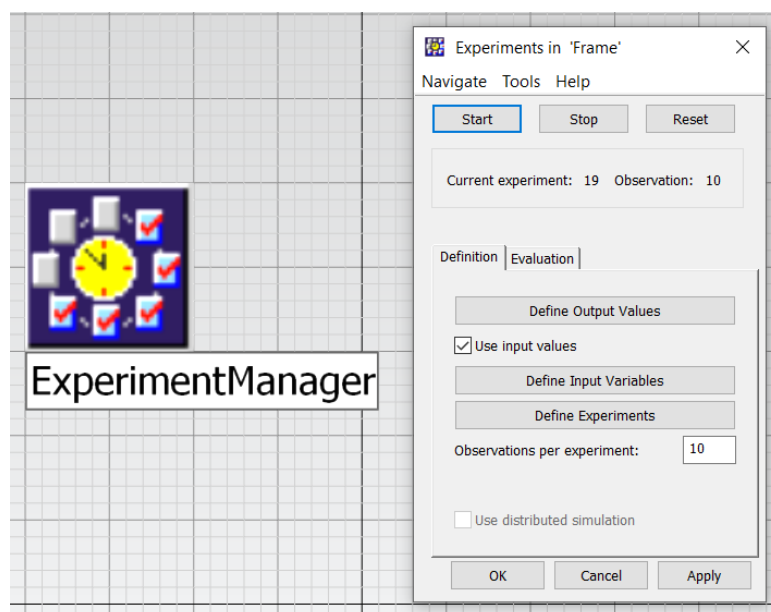 Experiments in 'Frame'
Navigate Tools Help
Start Stop Reset
Current experiment: 19 Observation: 10
Definition Evaluation
Define Output Values
Use input values
Define Input Variables
Define Experiments
Observations per experiment: 10
Use distributed simulation
OK Cancel Apply
ExperimentManager